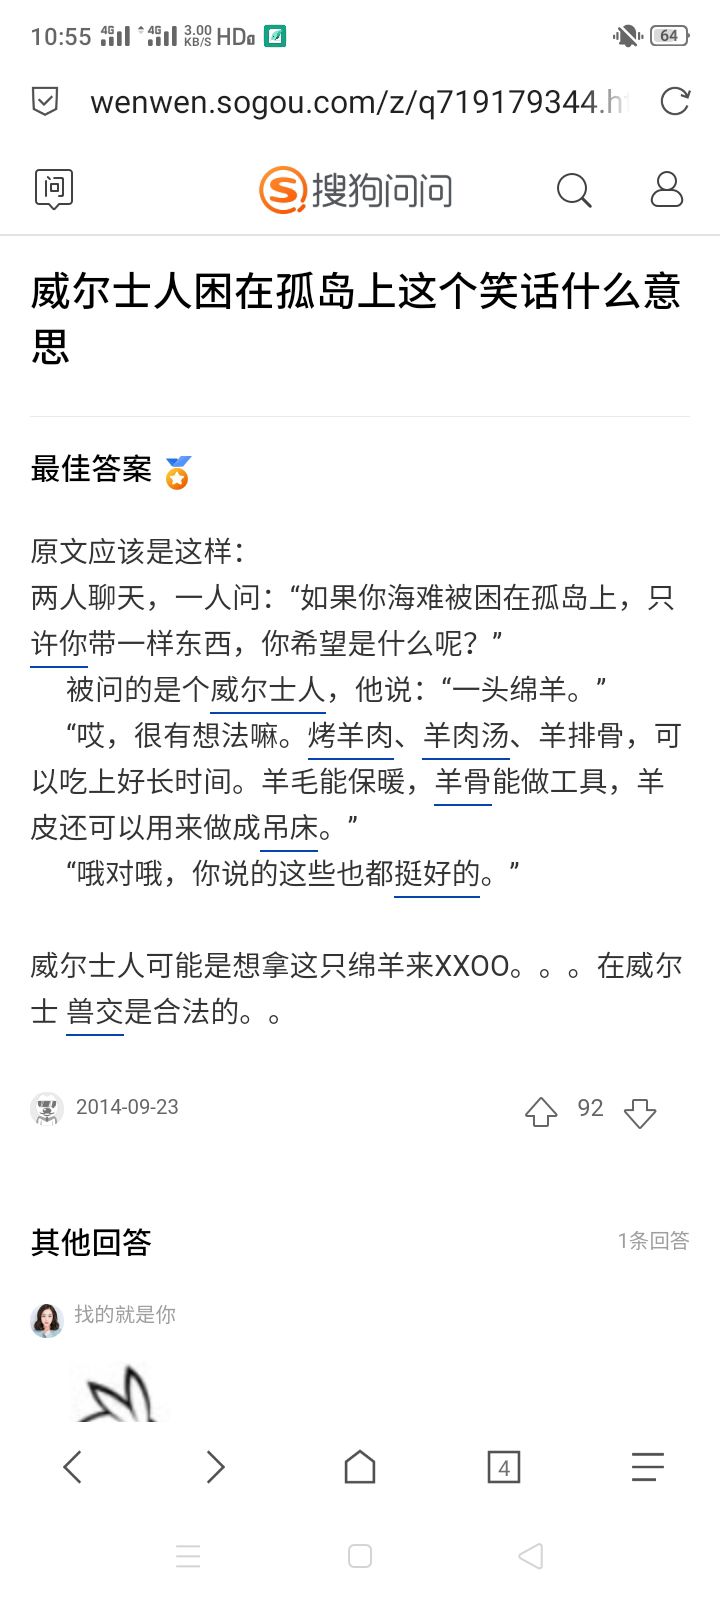 10:55 4G 4G 3.00 KB/S HD 64
wenwen.sogou.com/z/q719179344.h
问 搜狗问问
威尔士人困在孤岛上这个笑话什么意
思
最佳答案
原文应该是这样：
两人聊天，一人问：“如果你海难被困在孤岛上，只
许你带一样东西，你希望是什么呢？”
被问的是个威尔士人，他说：“一头绵羊。”
“哎，很有想法嘛。烤羊肉、羊肉汤、羊排骨，可
以吃上好长时间。羊毛能保暖，羊骨能做工具，羊
皮还可以用来做成吊床。”
“哦对哦，你说的这些也都挺好的。”
威尔士人可能是想拿这只绵羊来XXOO。。。在威尔
士 兽交是合法的。。
2014-09-23 92
其他回答 1条回答
找的就是你
4